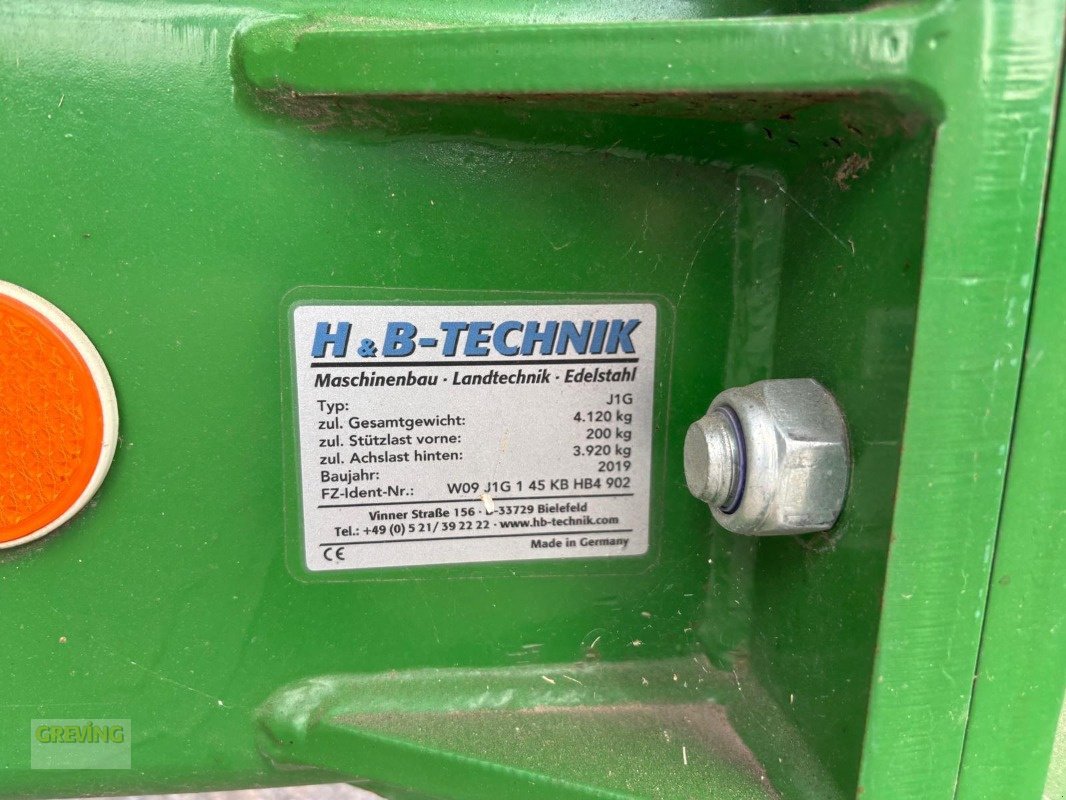 H & B-TECHNIK
Maschinenbau · Landtechnik · Edelstahl
Typ: J1G
zul. Gesamtgewicht: 4.120 kg
zul. Stützlast vorne: 200 kg
zul. Achslast hinten: 3.920 kg
Baujahr: 2019
FZ-Ident-Nr.: W09 J1G 1 45 KB HB4 902
Vinner Straße 156 · D-33729 Bielefeld
Tel.: +49 (0) 5 21/ 39 22 22 · www.hb-technik.com
CE Made in Germany
GREVING